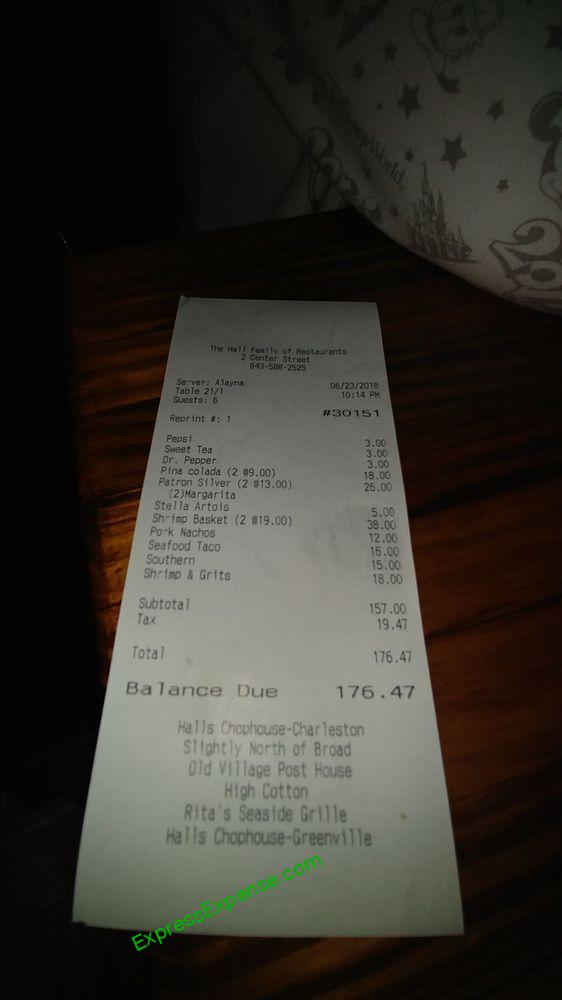 Disney World
The Hall Family of Restaurants
2 Center Street
843-588-2525
Server: Alayna 06/23/2018
Table 21/1 10:14 PM
Guests: 6
#30151
Reprint #: 1
Pepsi 3.00
Sweet Tea 3.00
Dr. Pepper 3.00
Pina colada (2 @9.00) 18.00
Patron Silver (2 @13.00) 26.00
(2)Margarita
Stella Artois 5.00
Shrimp Basket (2 @19.00) 38.00
Pork Nachos 12.00
Seafood Taco 16.00
Southern 15.00
Shrimp & Grits 18.00
Subtotal 157.00
Tax 19.47
Total 176.47
Balance Due 176.47
Halls Chophouse-Charleston
Slightly North of Broad
Old Village Post House
High Cotton
Rita's Seaside Grille
Halls Chophouse-Greenville
ExpressExpense.com